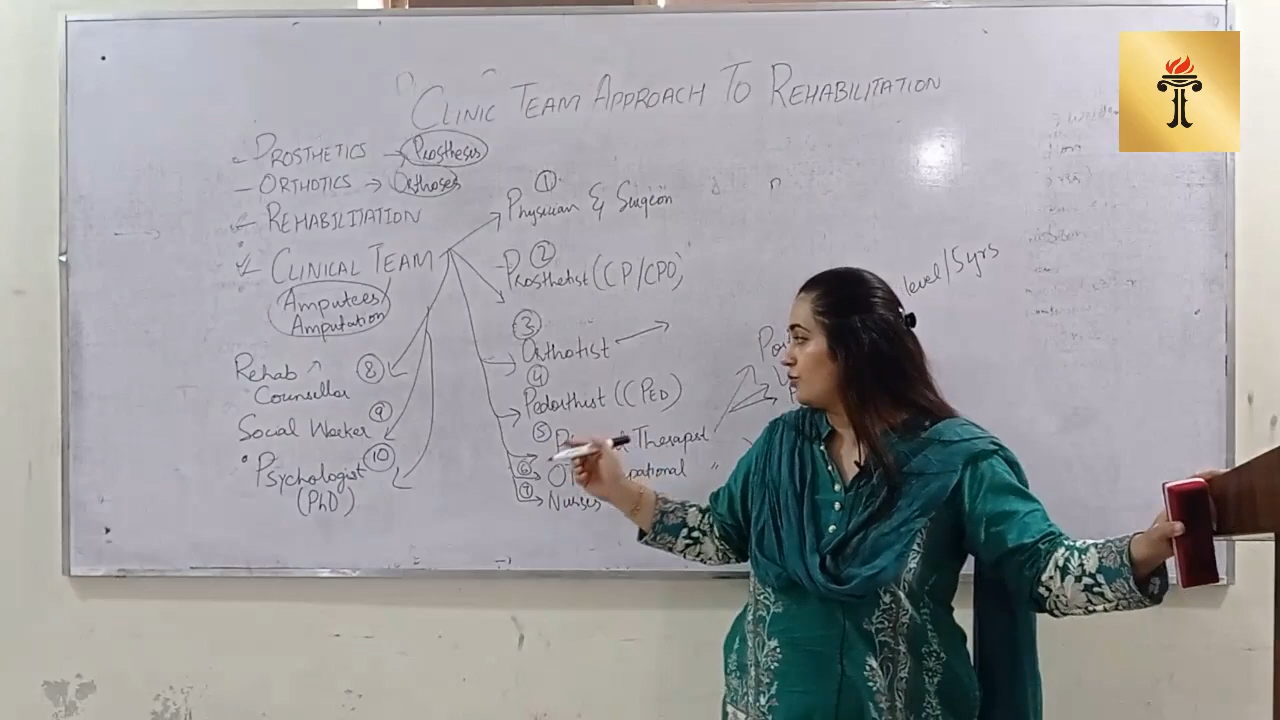 CLINIC TEAM APPROACH TO REHABILITATION
PROSTHETICS → Prosthesis
- ORTHOTICS → Orthoses
- REHABILITATION
CLINICAL TEAM
Amputees/
Amputation
① Physician & Surgeon
② Prosthetist (CP/CPO)
③ Orthotist →
④ Pedorthist (CPED)
⑤ Therapist
⑥ "
⑦ Nurses
Rehab ⑧
Counsellor
Social Worker ⑨
Psychologist ⑩
(PhD)
level/5yrs